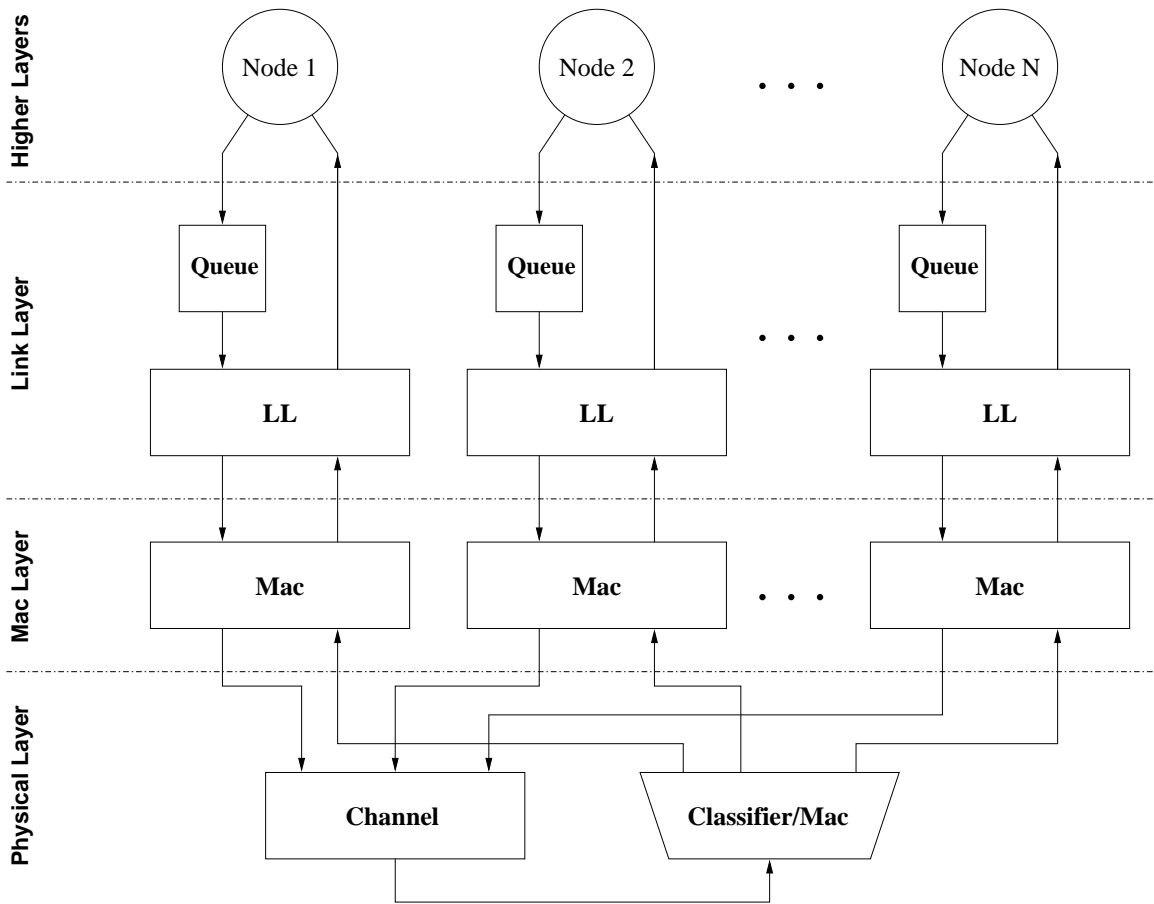 Higher Layers
Node 1
Node 2
. . .
Node N
Link Layer
Queue
Queue
Queue
. . .
LL
LL
LL
Mac Layer
Mac
Mac
. . .
Mac
Physical Layer
Channel
Classifier/Mac